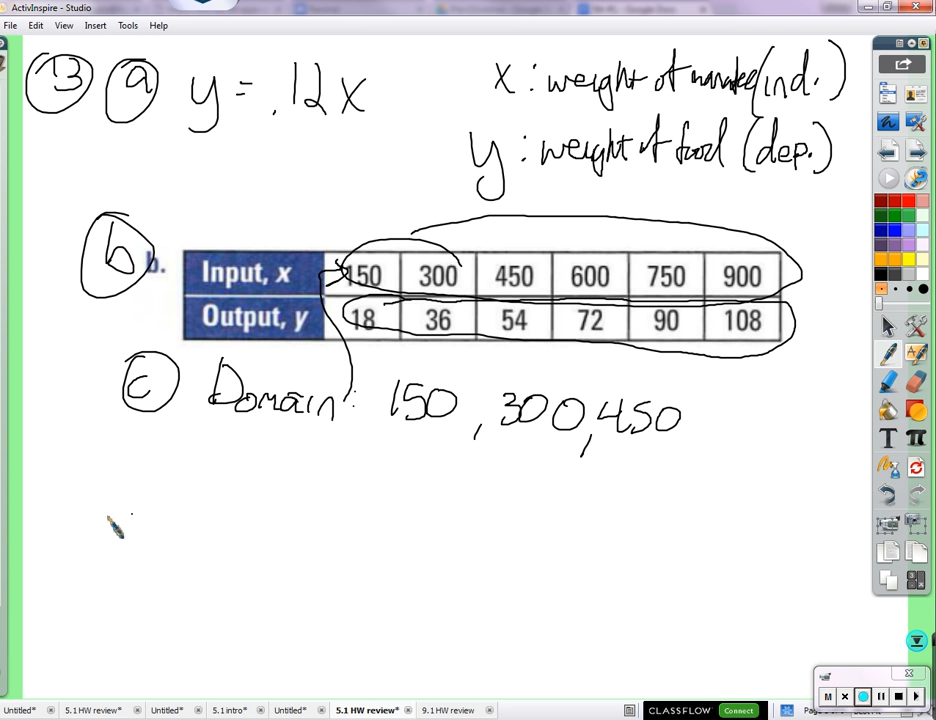 ActivInspire - Studio
File Edit View Insert Tools Help
13 a y = .12x
x : weight of manatee (ind.)
y : weight of food (dep.)
b b.
Input, x 150 300 450 600 750 900
Output, y 18 36 54 72 90 108
c Domain : 150, 300, 450
T π
M
Untitled* 5.1 HW review* Untitled* 5.1 intro* Untitled* 5.1 HW review* 9.1 HW review CLASSFLOW Connect